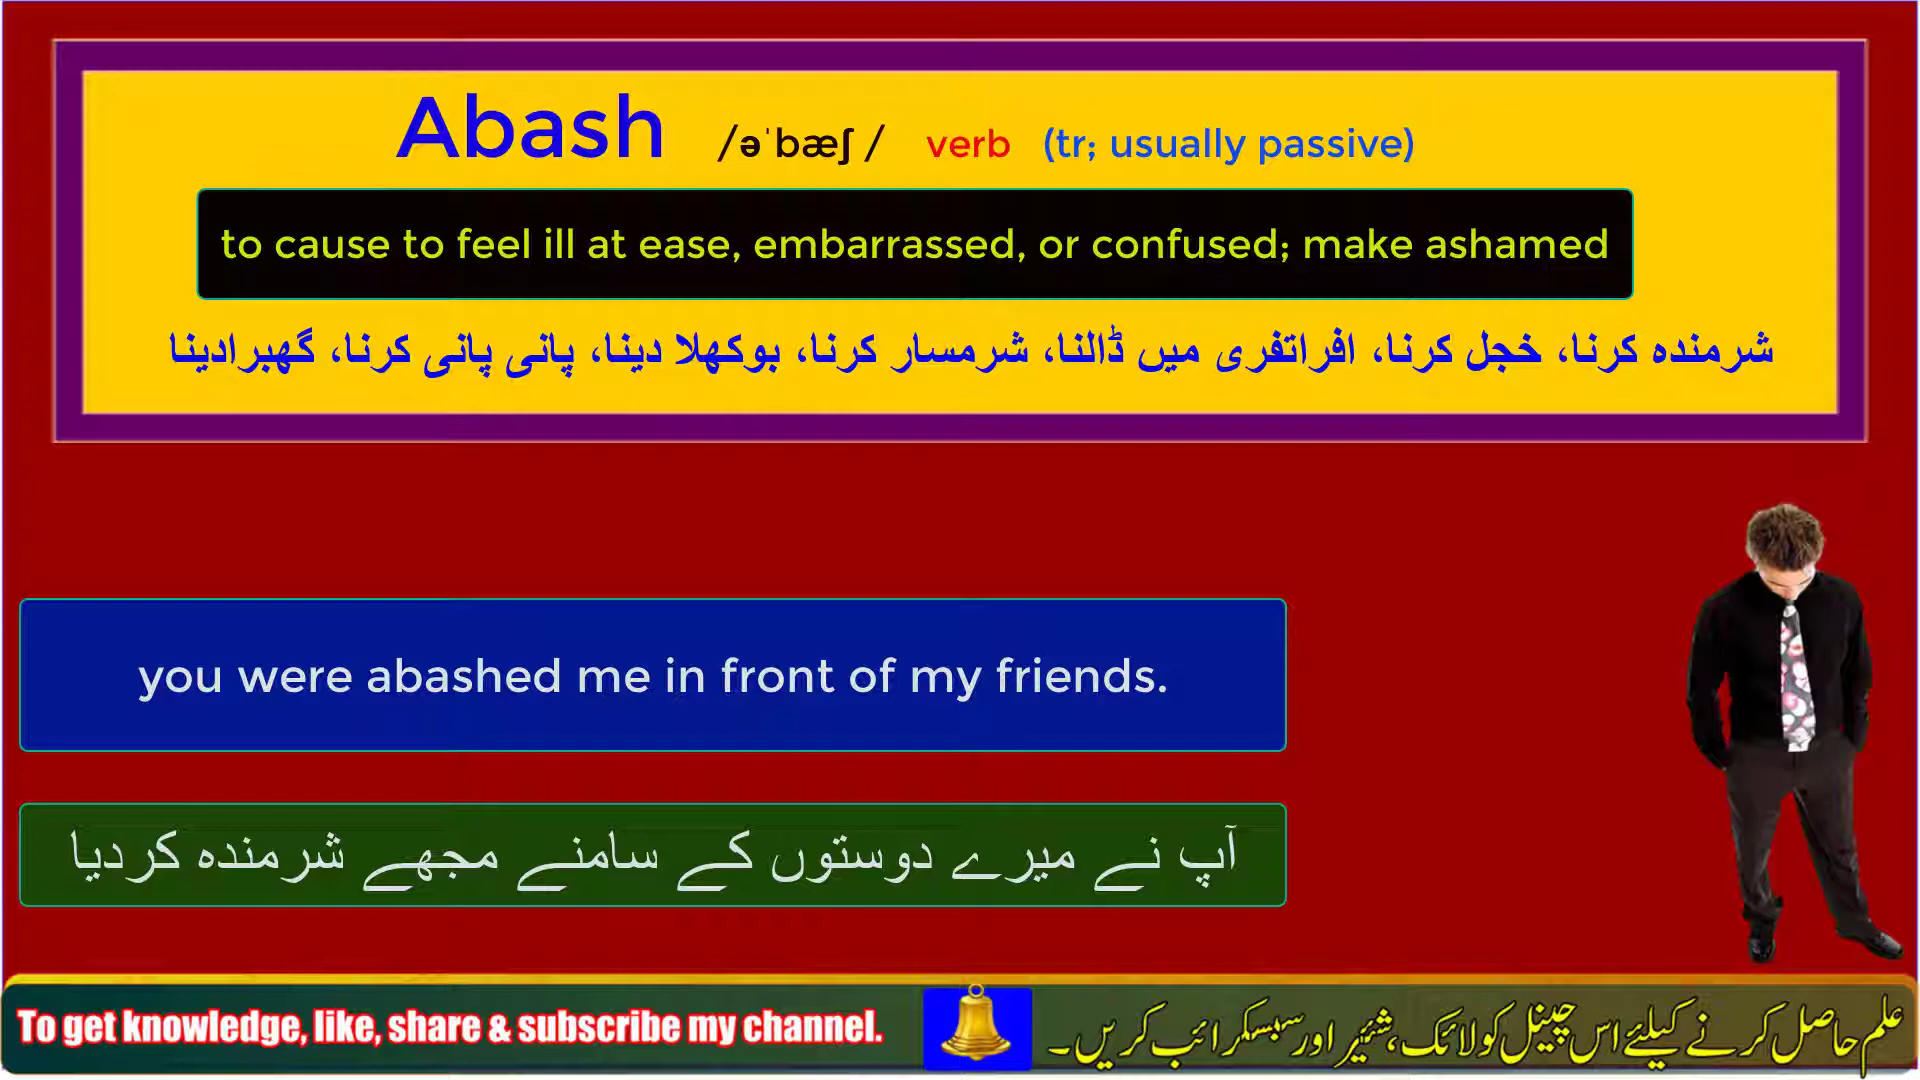 Abash /əˈbæʃ / verb (tr; usually passive)
to cause to feel ill at ease, embarrassed, or confused; make ashamed
شرمندہ کرنا، خجل کرنا، افراتفری میں ڈالنا، شرمسار کرنا، بوکھلا دینا، پانی پانی کرنا، گھبرادینا
you were abashed me in front of my friends.
آپ نے میرے دوستوں کے سامنے مجھے شرمندہ کردیا
To get knowledge, like, share & subscribe my channel.
علم حاصل کرنے کیلئے اس چینل کو لائک، شئیر اور سبسکرائب کریں۔